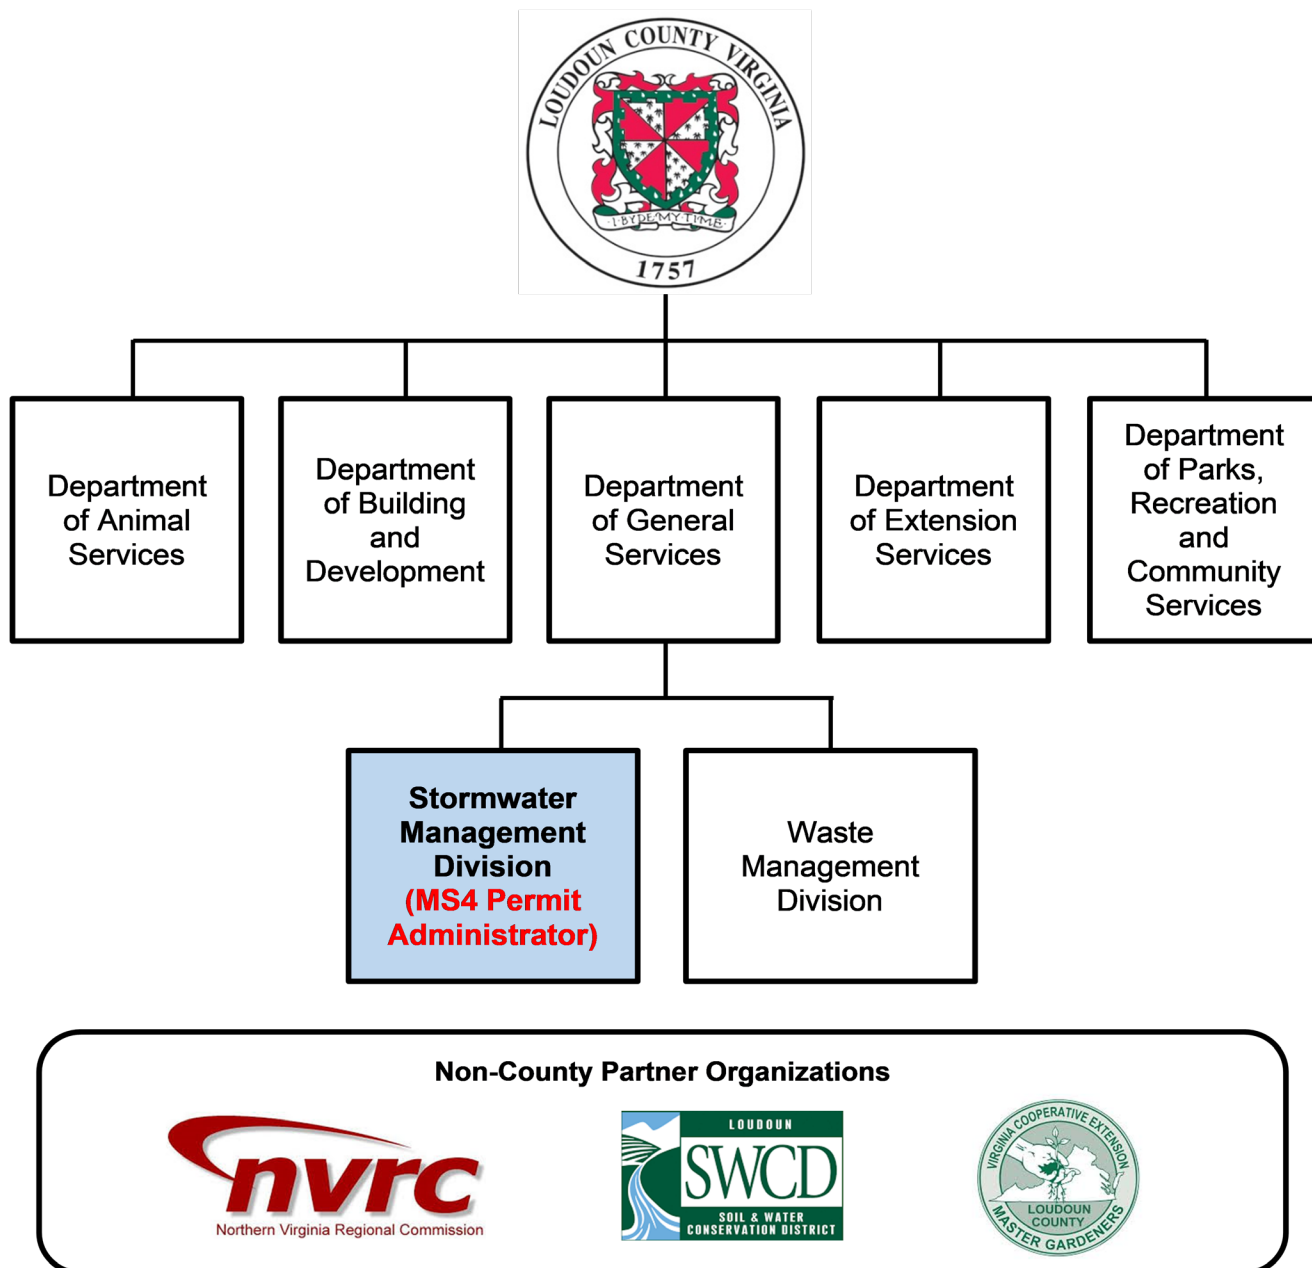 LOUDOUN COUNTY VIRGINIA
I·BYDE·MY·TIME
1757
Department
of Animal
Services
Department
of Building
and
Development
Department
of General
Services
Department
of Extension
Services
Department
of Parks,
Recreation
and
Community
Services
Stormwater
Management
Division
(MS4 Permit
Administrator)
Waste
Management
Division
Non-County Partner Organizations
nvrc
Northern Virginia Regional Commission
LOUDOUN
SWCD
SOIL & WATER
CONSERVATION DISTRICT
VIRGINIA COOPERATIVE EXTENSION
LOUDOUN
COUNTY
MASTER GARDENERS